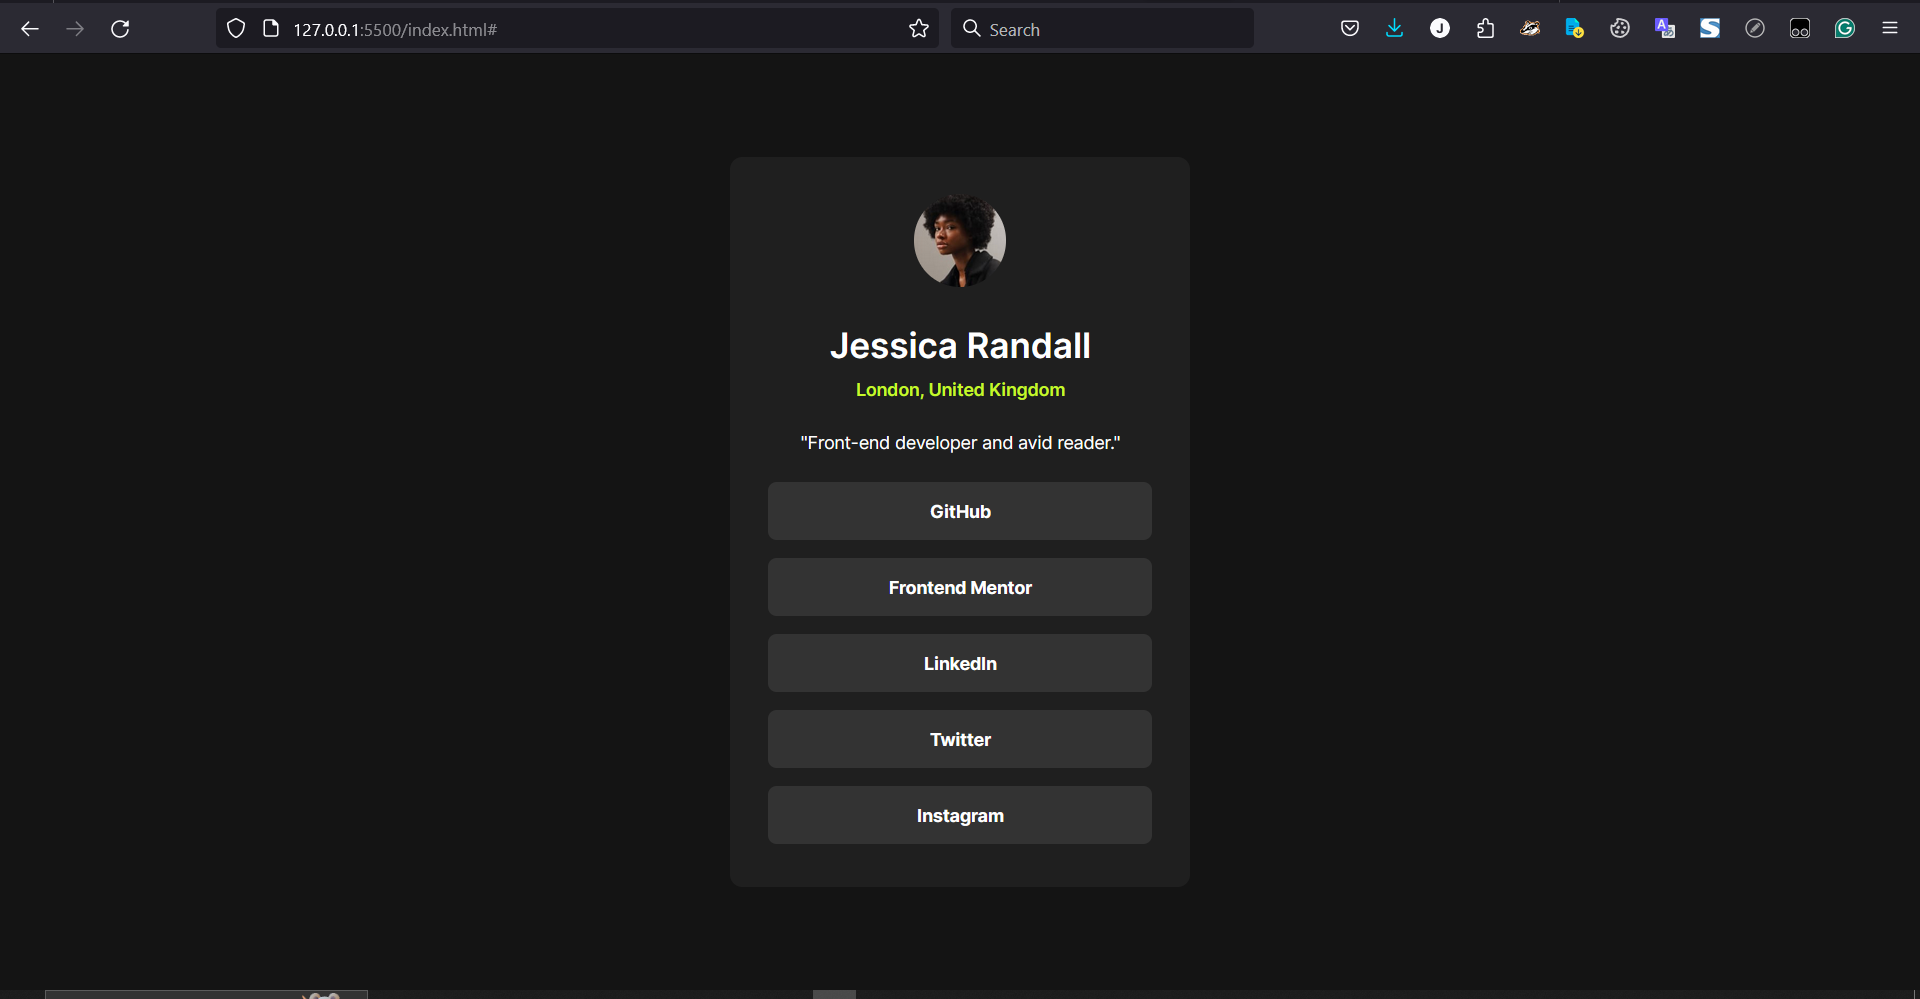 127.0.0.1:5500/index.html#
Search
J
A
S
G
Jessica Randall
London, United Kingdom
"Front-end developer and avid reader."
GitHub
Frontend Mentor
LinkedIn
Twitter
Instagram